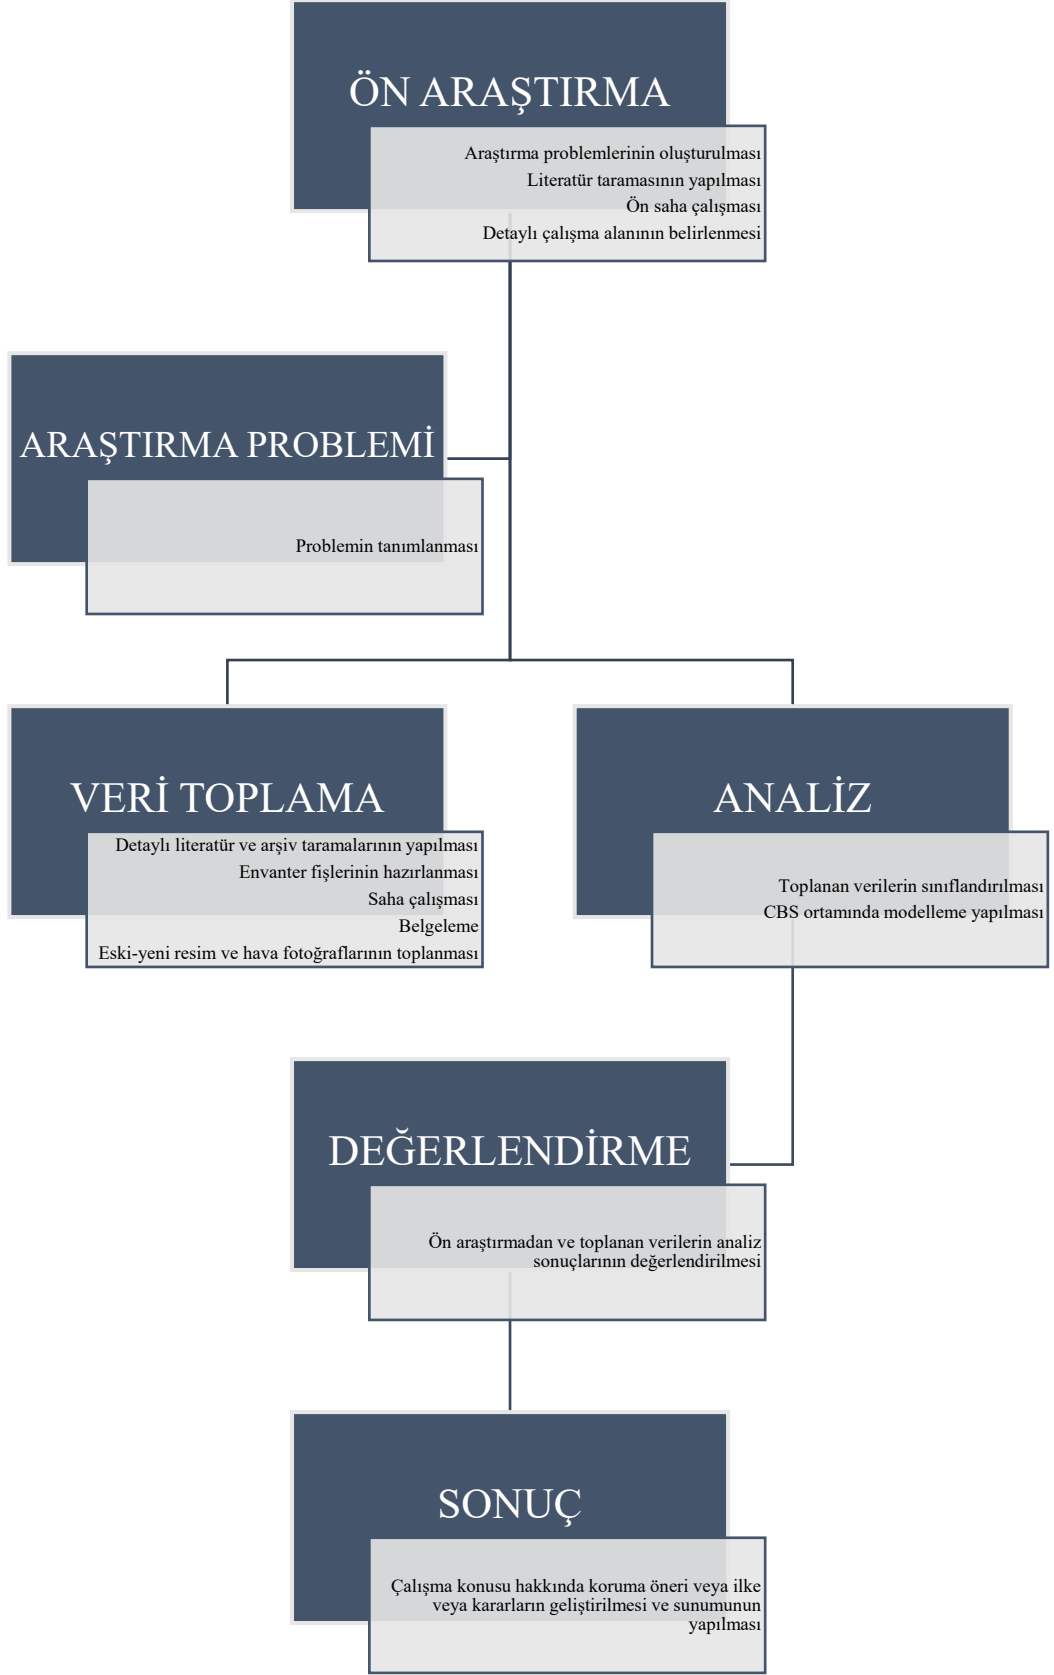 ÖN ARAŞTIRMA
Araştırma problemlerinin oluşturulması
Literatür taramasının yapılması
Ön saha çalışması
Detaylı çalışma alanının belirlenmesi
ARAŞTIRMA PROBLEMİ
Problemin tanımlanması
VERİ TOPLAMA
Detaylı literatür ve arşiv taramalarının yapılması
Envanter fişlerinin hazırlanması
Saha çalışması
Belgeleme
Eski-yeni resim ve hava fotoğraflarının toplanması
ANALİZ
Toplanan verilerin sınıflandırılması
CBS ortamında modelleme yapılması
DEĞERLENDİRME
Ön araştırmadan ve toplanan verilerin analiz
sonuçlarının değerlendirilmesi
SONUÇ
Çalışma konusu hakkında koruma öneri veya ilke
veya kararların geliştirilmesi ve sunumunun
yapılması